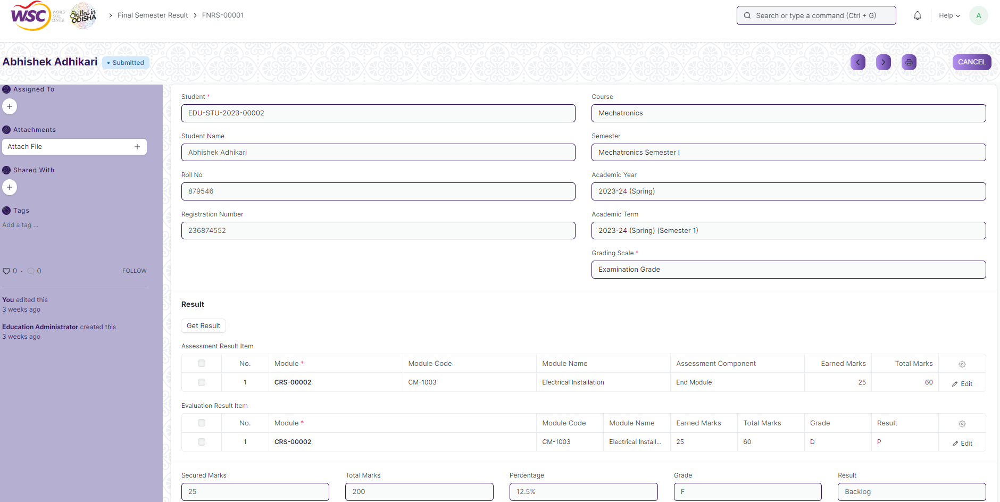 WSC WORLD SKILL CENTER Skilled in ODISHA > Final Semester Result > FNRS-00001 Search or type a command (Ctrl + G) Help A
Abhishek Adhikari • Submitted CANCEL
Assigned To
Attachments
Attach File +
Shared With
Tags
Add a tag ...
0 · 0 FOLLOW
You edited this
3 weeks ago
Education Administrator created this
3 weeks ago
Student *
EDU-STU-2023-00002
Student Name
Abhishek Adhikari
Roll No
879546
Registration Number
236874552
Course
Mechatronics
Semester
Mechatronics Semester I
Academic Year
2023-24 (Spring)
Academic Term
2023-24 (Spring) (Semester 1)
Grading Scale *
Examination Grade
Result
Get Result
Assessment Result Item
No. Module * Module Code Module Name Assessment Component Earned Marks Total Marks
1 CRS-00002 CM-1003 Electrical Installation End Module 25 60 Edit
Evaluation Result Item
No. Module * Module Code Module Name Earned Marks Total Marks Grade Result
1 CRS-00002 CM-1003 Electrical Install... 25 60 D P Edit
Secured Marks Total Marks Percentage Grade Result
25 200 12.5% F Backlog